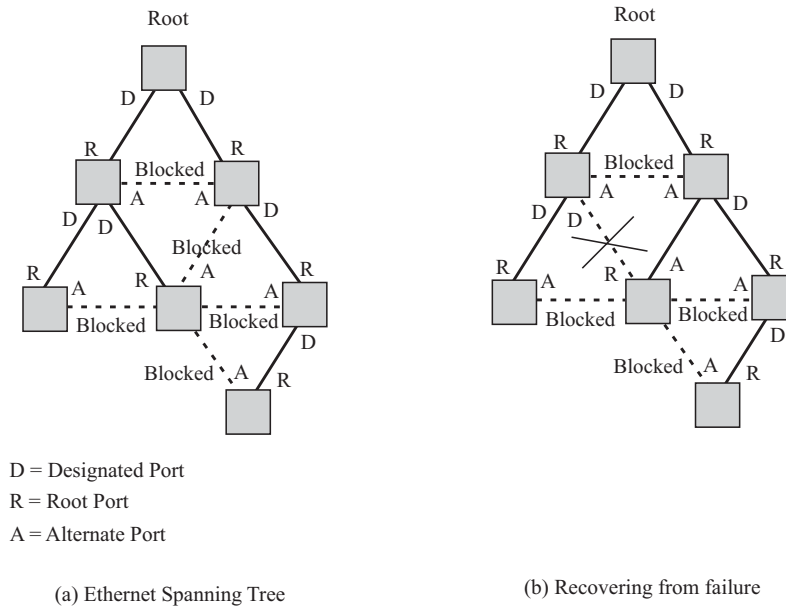 Root
D
D
R
R
Blocked
A
A
D
D
D
Blocked
R
A
R
A
A
R
Blocked
Blocked
D
Blocked
A
R
D = Designated Port
R = Root Port
A = Alternate Port
(a) Ethernet Spanning Tree
Root
D
D
R
R
Blocked
A
A
D
D
D
R
A
R
A
A
R
Blocked
Blocked
D
Blocked
A
R
(b) Recovering from failure